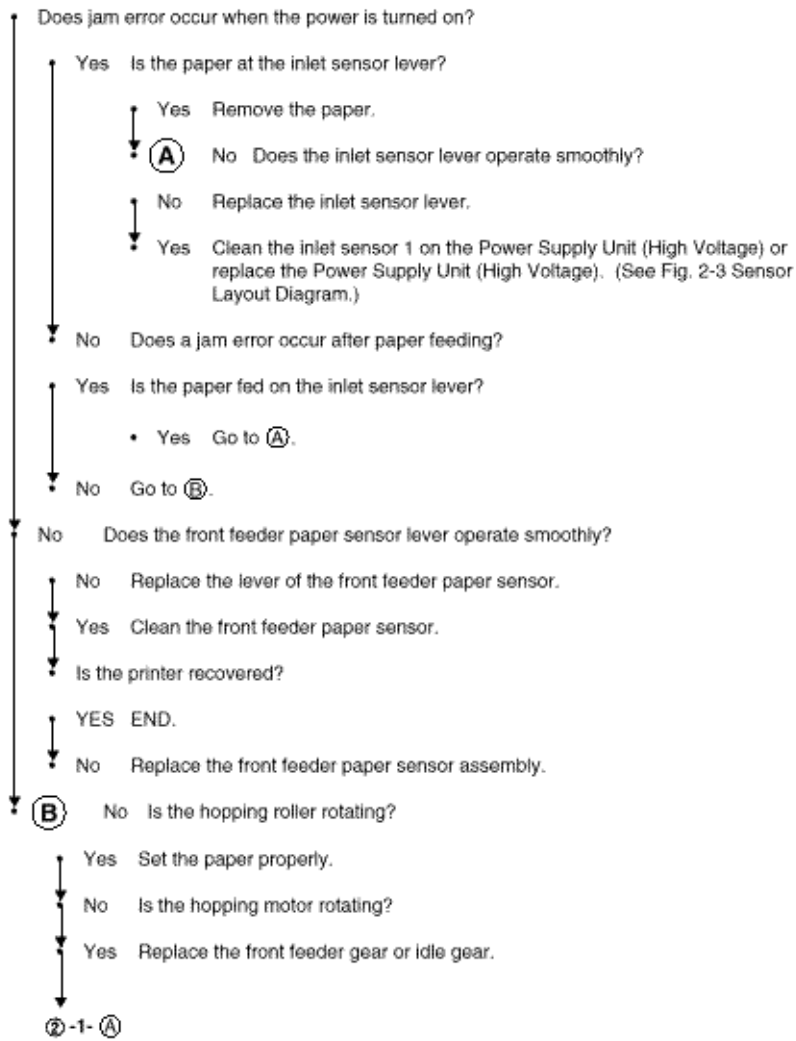 Does jam error occur when the power is turned on?
Yes Is the paper at the inlet sensor lever?
Yes Remove the paper.
A No Does the inlet sensor lever operate smoothly?
No Replace the inlet sensor lever.
Yes Clean the inlet sensor 1 on the Power Supply Unit (High Voltage) or
replace the Power Supply Unit (High Voltage). (See Fig. 2-3 Sensor
Layout Diagram.)
No Does a jam error occur after paper feeding?
Yes Is the paper fed on the inlet sensor lever?
• Yes Go to Ⓐ.
No Go to Ⓑ.
No Does the front feeder paper sensor lever operate smoothly?
No Replace the lever of the front feeder paper sensor.
Yes Clean the front feeder paper sensor.
Is the printer recovered?
YES END.
No Replace the front feeder paper sensor assembly.
B No Is the hopping roller rotating?
Yes Set the paper properly.
No Is the hopping motor rotating?
Yes Replace the front feeder gear or idle gear.
②-1-Ⓐ